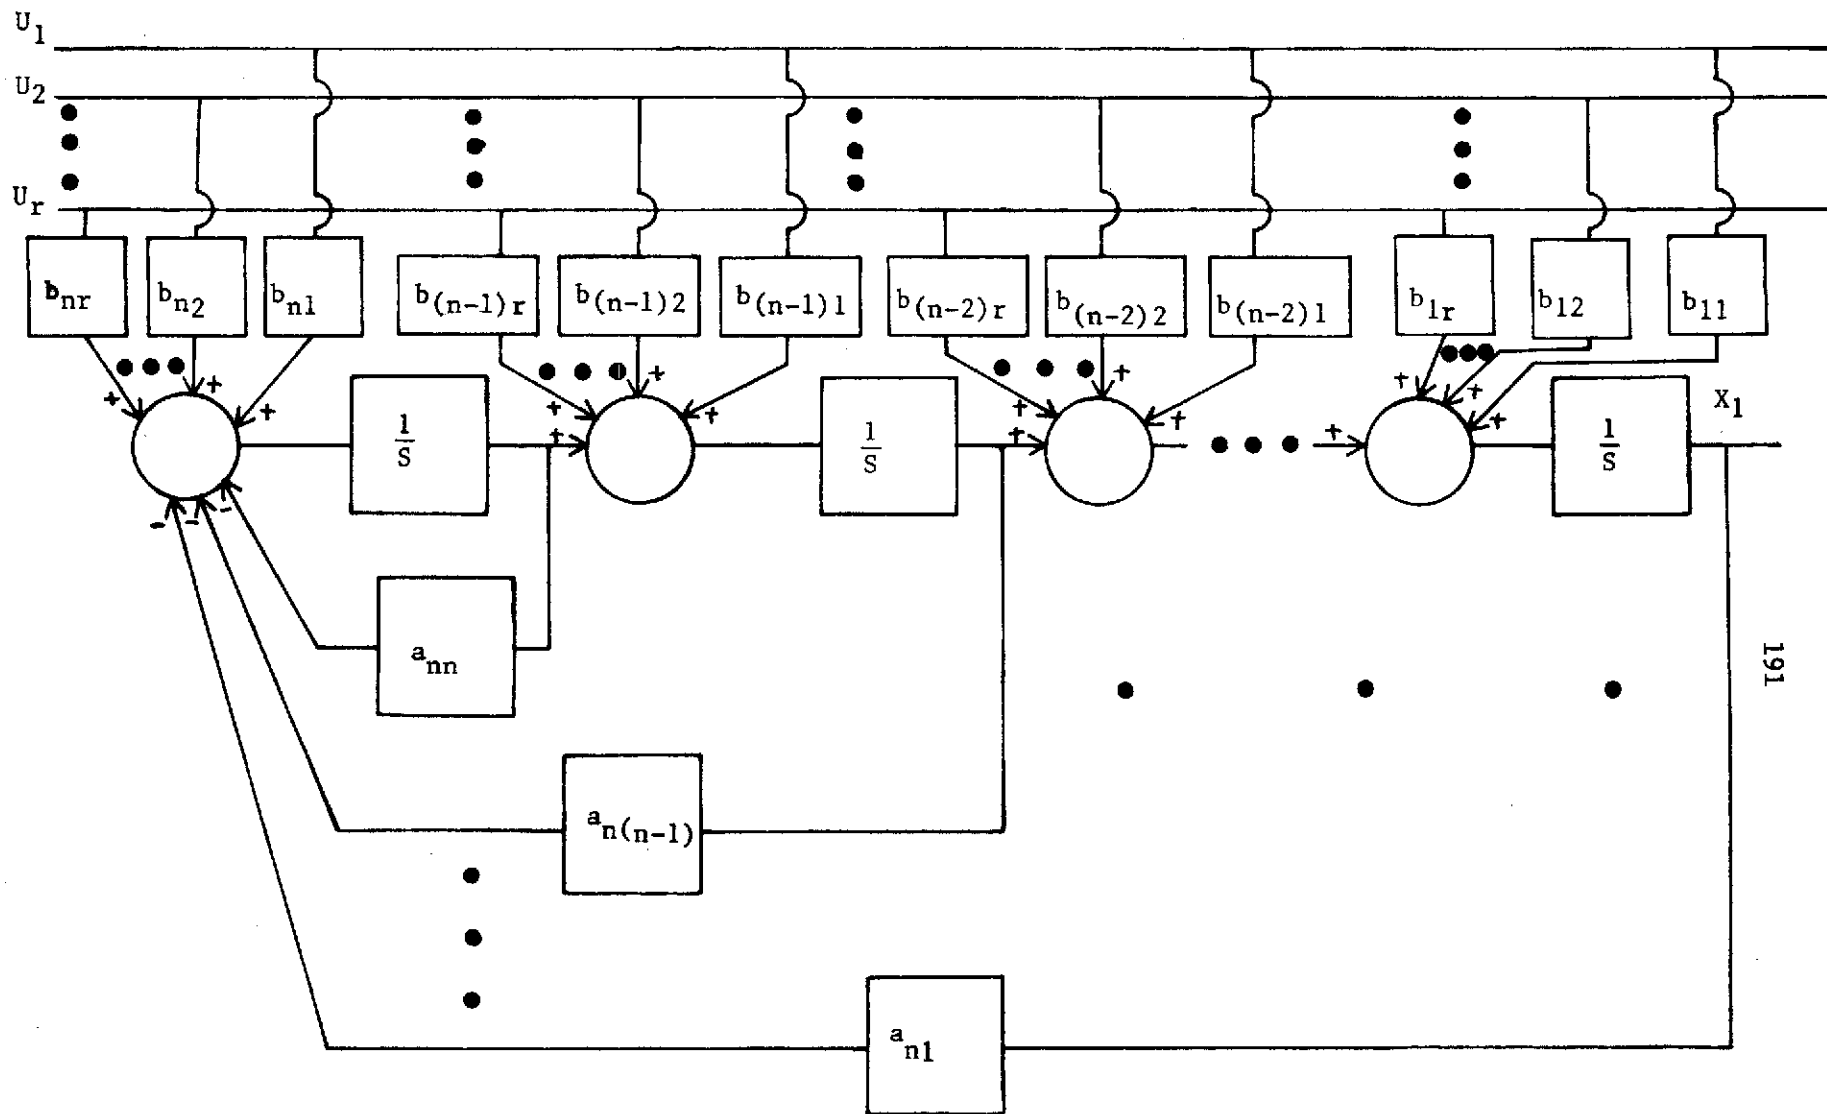 U1
U2
Ur
bnr bn2 bn1 b(n-1)r b(n-1)2 b(n-1)1 b(n-2)r b(n-2)2 b(n-2)1 b1r b12 b11
+ + + + + + + + + + + +
1/S + 1/S + + 1/S X1
- - -
ann
191
an(n-1)
an1